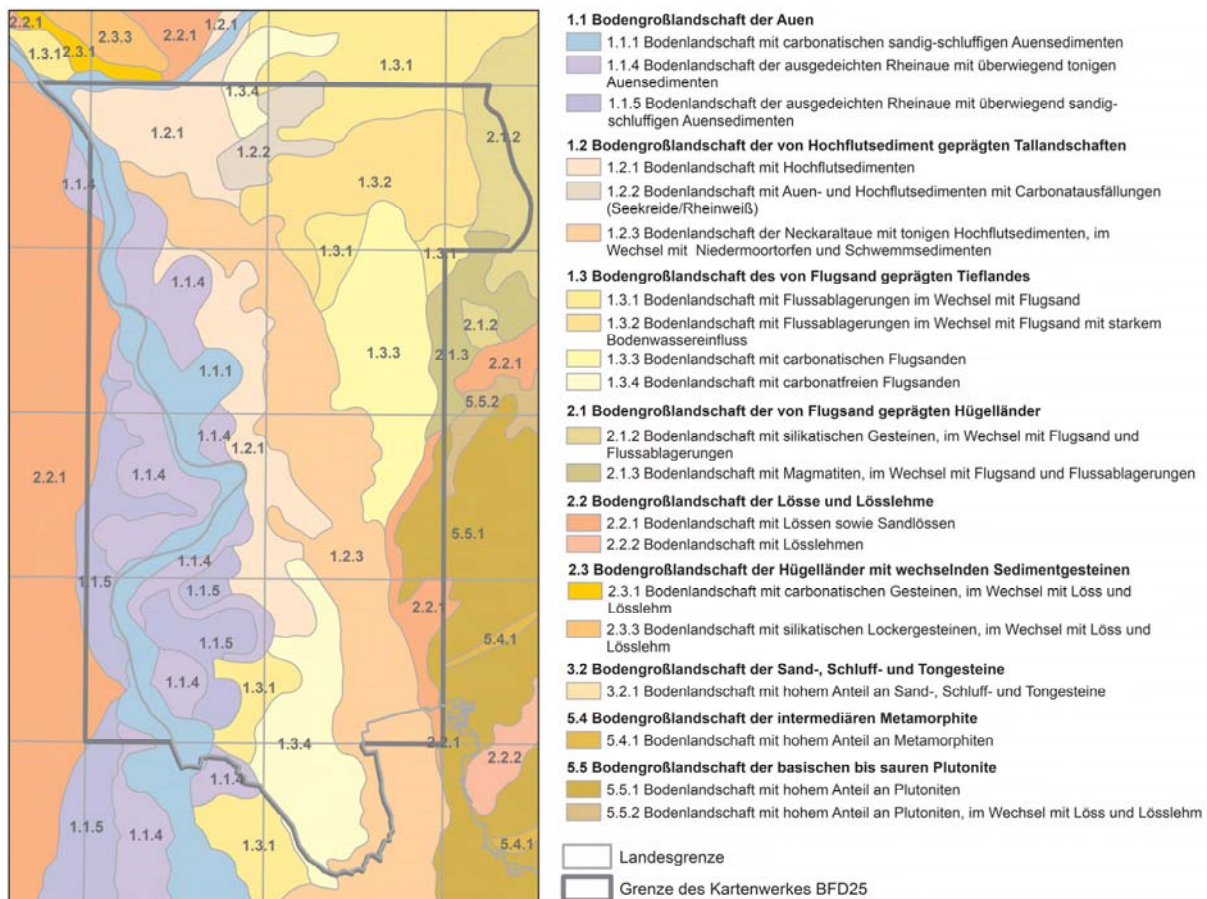 2.2.1
2.3.3
2.2.1
1.2.1
1.3.1
2.3.1
1.3.1
1.3.4
1.2.1
2.1.2
1.2.2
1.1.4
1.3.2
1.3.1
1.3.1
1.1.4
2.1.2
1.3.3
2.1.3
2.2.1
1.1.1
5.5.2
1.1.4
1.2.1
2.2.1
1.1.4
5.5.1
1.2.3
1.1.4
1.1.5
1.1.5
2.2.1
1.1.5
5.4.1
1.1.4
1.3.1
1.3.4
2.2.1
2.2.2
1.1.4
1.1.5
1.1.4
1.3.1
5.4.1
1.1 Bodengroßlandschaft der Auen
1.1.1 Bodenlandschaft mit carbonatischen sandig-schluffigen Auensedimenten
1.1.4 Bodenlandschaft der ausgedeichten Rheinaue mit überwiegend tonigen
Auensedimenten
1.1.5 Bodenlandschaft der ausgedeichten Rheinaue mit überwiegend sandig-
schluffigen Auensedimenten
1.2 Bodengroßlandschaft der von Hochflutsediment geprägten Tallandschaften
1.2.1 Bodenlandschaft mit Hochflutsedimenten
1.2.2 Bodenlandschaft mit Auen- und Hochflutsedimenten mit Carbonatausfällungen
(Seekreide/Rheinweiß)
1.2.3 Bodenlandschaft der Neckaraltaue mit tonigen Hochflutsedimenten, im
Wechsel mit Niedermoortorfen und Schwemmsedimenten
1.3 Bodengroßlandschaft des von Flugsand geprägten Tieflandes
1.3.1 Bodenlandschaft mit Flussablagerungen im Wechsel mit Flugsand
1.3.2 Bodenlandschaft mit Flussablagerungen im Wechsel mit Flugsand mit starkem
Bodenwassereinfluss
1.3.3 Bodenlandschaft mit carbonatischen Flugsanden
1.3.4 Bodenlandschaft mit carbonatfreien Flugsanden
2.1 Bodengroßlandschaft der von Flugsand geprägten Hügelländer
2.1.2 Bodenlandschaft mit silikatischen Gesteinen, im Wechsel mit Flugsand und
Flussablagerungen
2.1.3 Bodenlandschaft mit Magmatiten, im Wechsel mit Flugsand und Flussablagerungen
2.2 Bodengroßlandschaft der Lösse und Lösslehme
2.2.1 Bodenlandschaft mit Lössen sowie Sandlössen
2.2.2 Bodenlandschaft mit Lösslehmen
2.3 Bodengroßlandschaft der Hügelländer mit wechselnden Sedimentgesteinen
2.3.1 Bodenlandschaft mit carbonatischen Gesteinen, im Wechsel mit Löss und
Lösslehm
2.3.3 Bodenlandschaft mit silikatischen Lockergesteinen, im Wechsel mit Löss und
Lösslehm
3.2 Bodengroßlandschaft der Sand-, Schluff- und Tongesteine
3.2.1 Bodenlandschaft mit hohem Anteil an Sand-, Schluff- und Tongesteine
5.4 Bodengroßlandschaft der intermediären Metamorphite
5.4.1 Bodenlandschaft mit hohem Anteil an Metamorphiten
5.5 Bodengroßlandschaft der basischen bis sauren Plutonite
5.5.1 Bodenlandschaft mit hohem Anteil an Plutoniten
5.5.2 Bodenlandschaft mit hohem Anteil an Plutoniten, im Wechsel mit Löss und Lösslehm
Landesgrenze
Grenze des Kartenwerkes BFD25